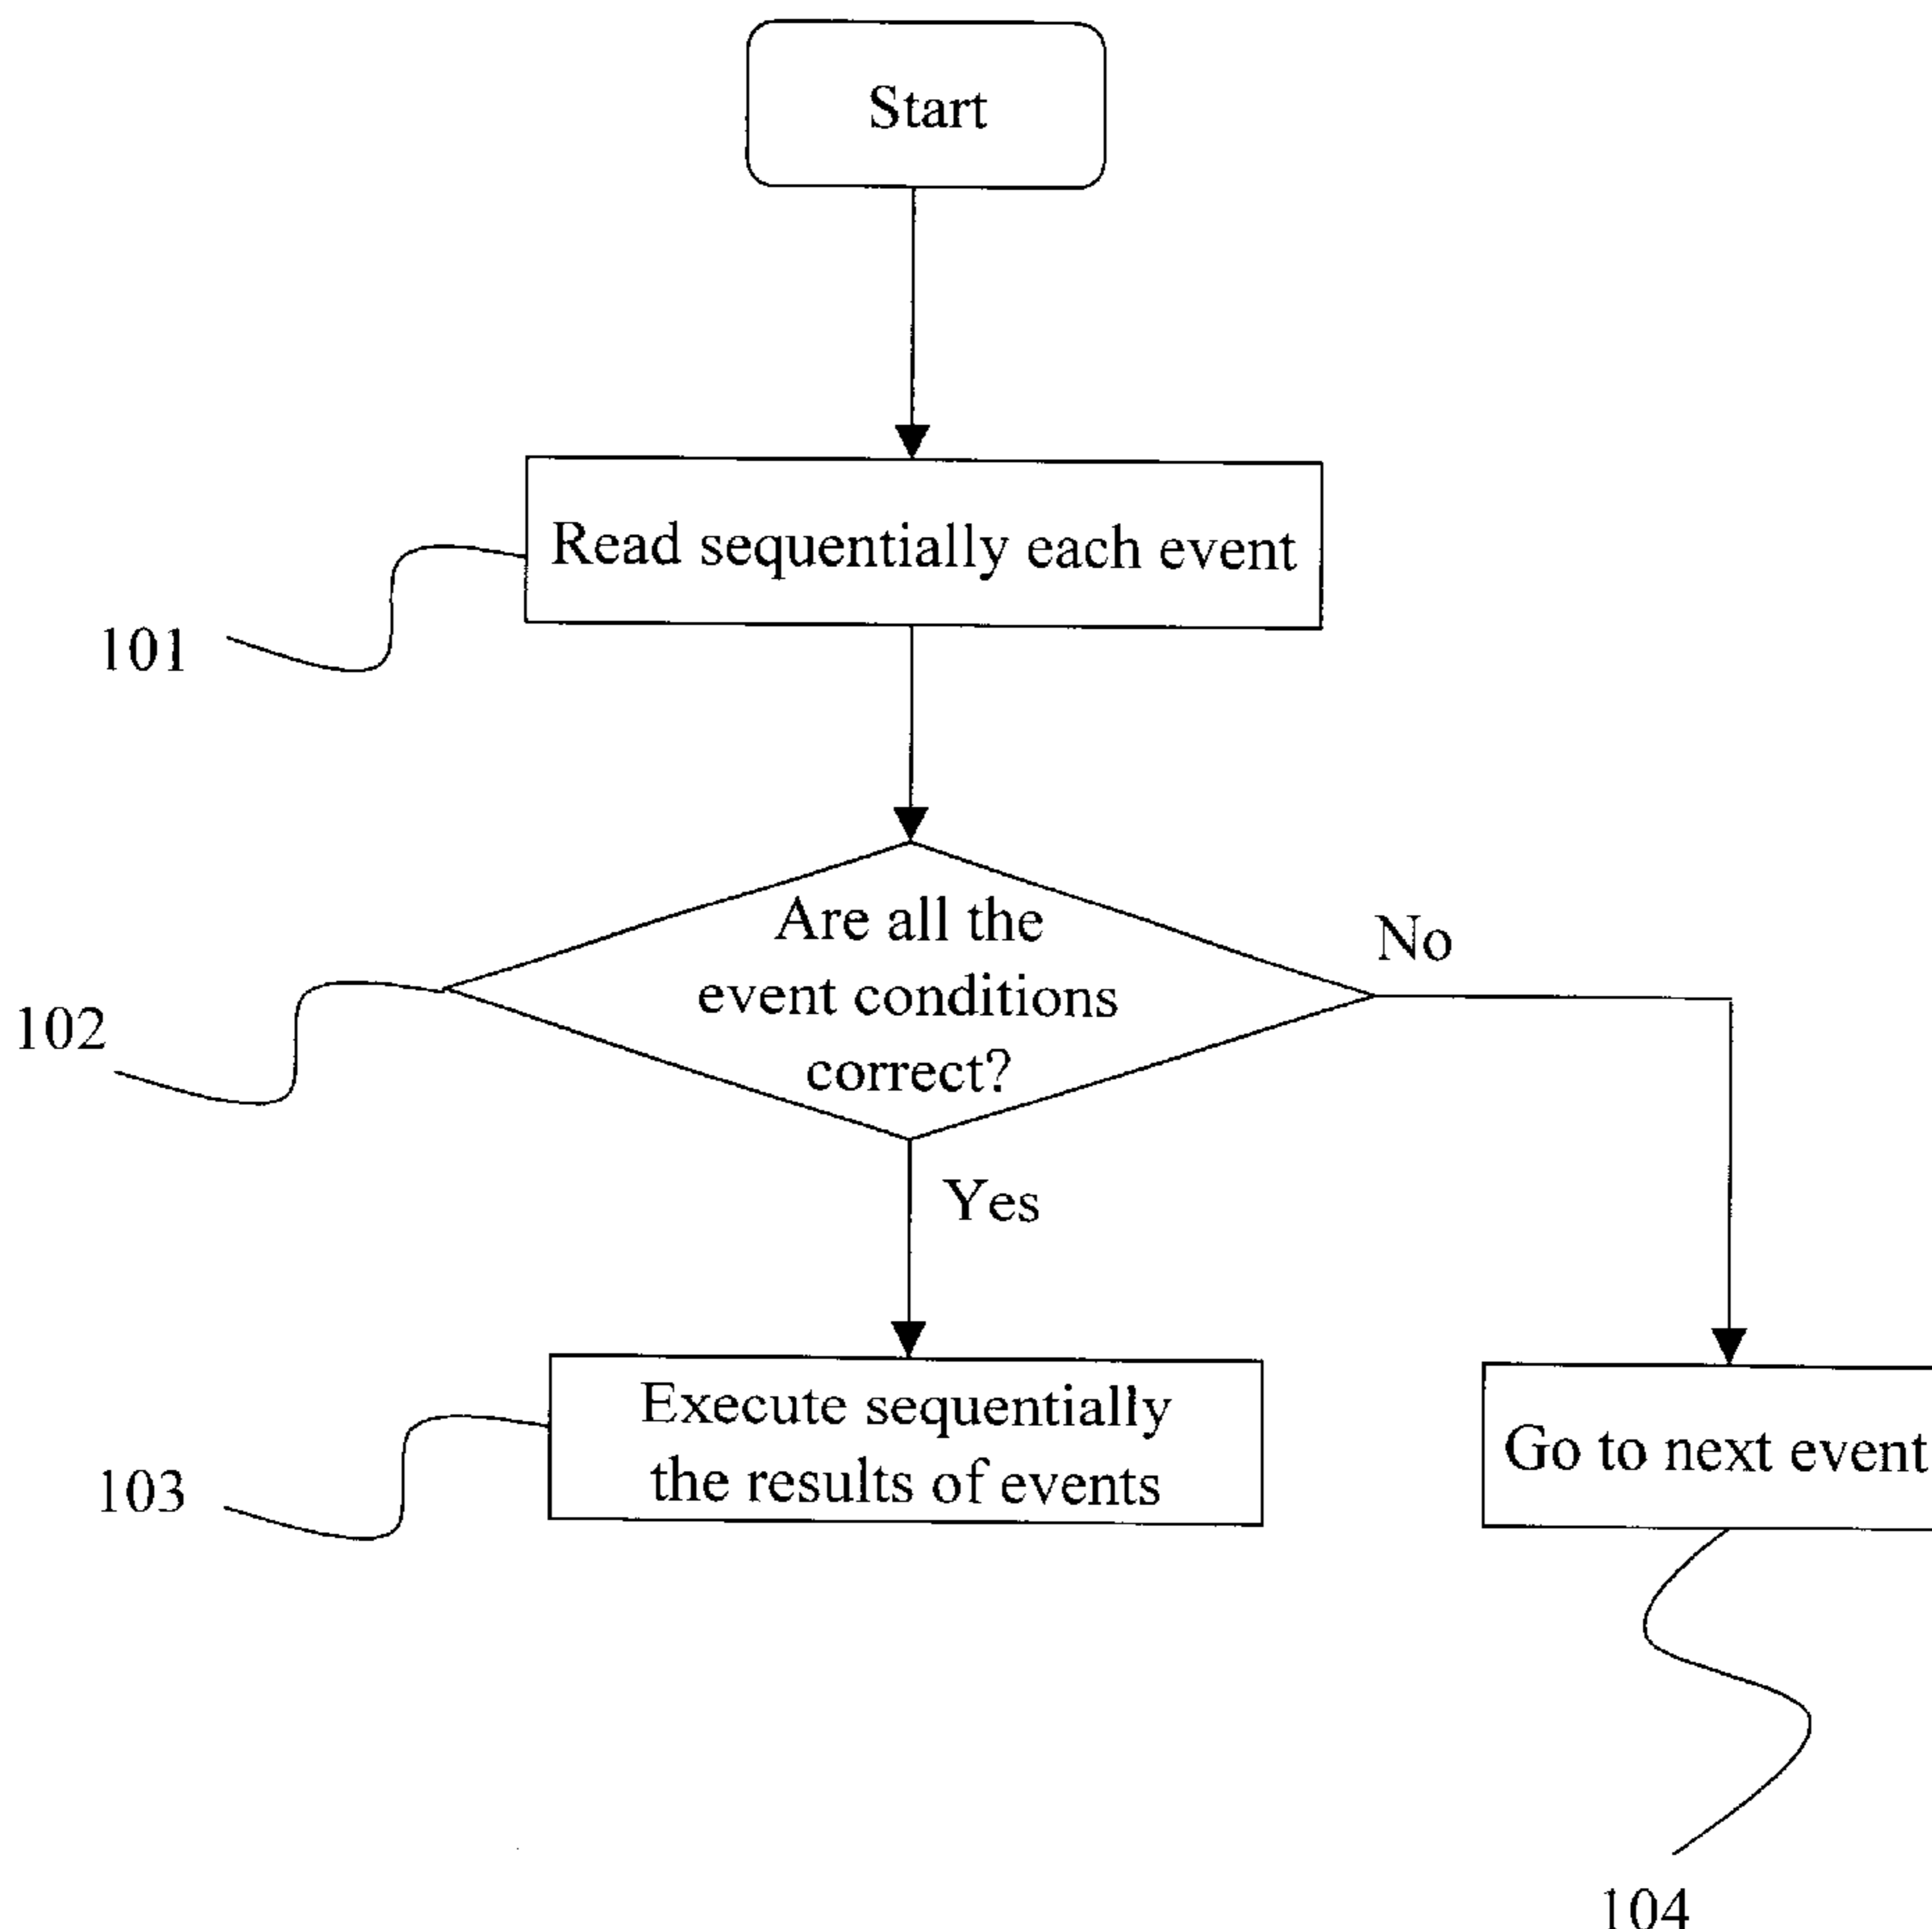 Start
Read sequentially each event
101
Are all the
event conditions
correct?
No
102
Yes
Execute sequentially
the results of events
Go to next event
103
104